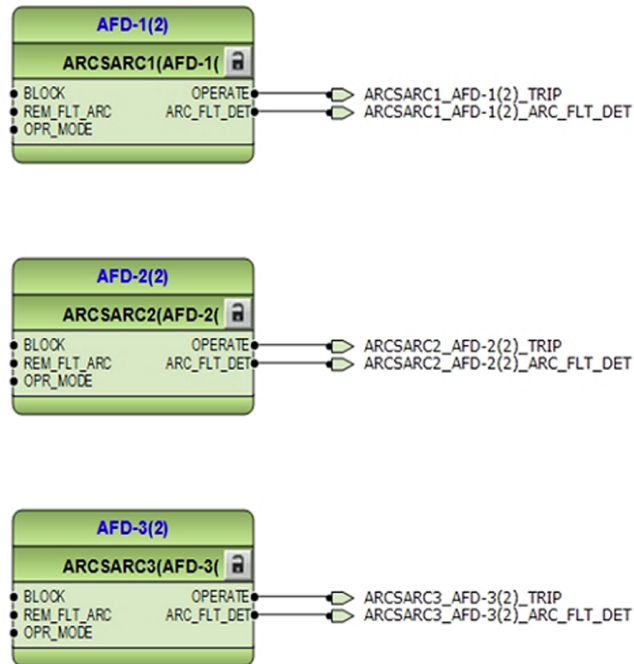 AFD-1(2)
ARCSARC1(AFD-1(
BLOCK OPERATE ARCSARC1_AFD-1(2)_TRIP
REM_FLT_ARC ARC_FLT_DET ARCSARC1_AFD-1(2)_ARC_FLT_DET
OPR_MODE
AFD-2(2)
ARCSARC2(AFD-2(
BLOCK OPERATE ARCSARC2_AFD-2(2)_TRIP
REM_FLT_ARC ARC_FLT_DET ARCSARC2_AFD-2(2)_ARC_FLT_DET
OPR_MODE
AFD-3(2)
ARCSARC3(AFD-3(
BLOCK OPERATE ARCSARC3_AFD-3(2)_TRIP
REM_FLT_ARC ARC_FLT_DET ARCSARC3_AFD-3(2)_ARC_FLT_DET
OPR_MODE